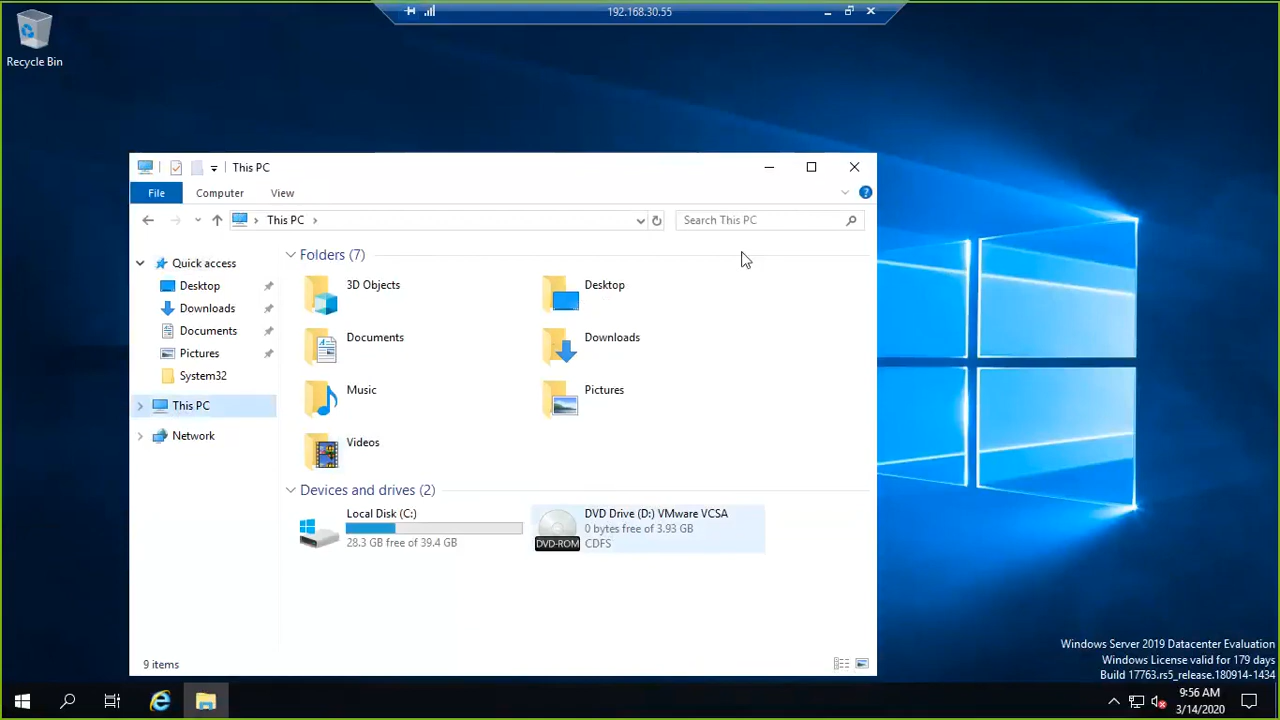 192.168.30.55
Recycle Bin
This PC
File Computer View
This PC
Search This PC
Quick access
Desktop
Downloads
Documents
Pictures
System32
This PC
Network
Folders (7)
3D Objects
Desktop
Documents
Downloads
Music
Pictures
Videos
Devices and drives (2)
Local Disk (C:)
28.3 GB free of 39.4 GB
DVD-ROM
DVD Drive (D:) VMware VCSA
0 bytes free of 3.93 GB
CDFS
9 items
Windows Server 2019 Datacenter Evaluation
Windows License valid for 179 days
Build 17763.rs5_release.180914-1434
9:56 AM
3/14/2020